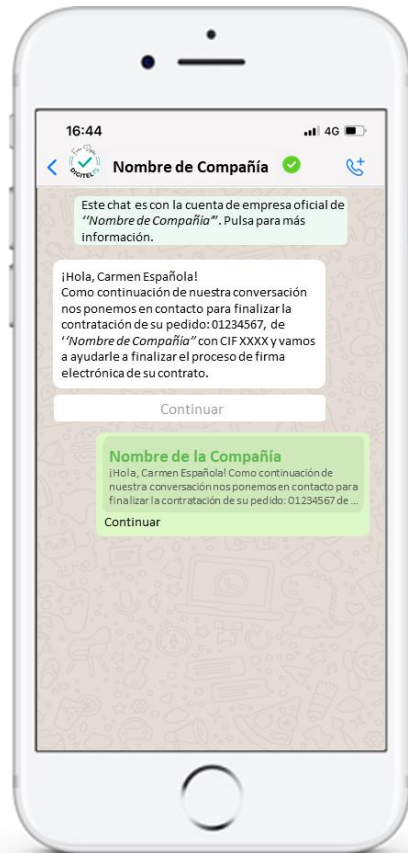 16:44
4G
DIGITEL
Nombre de Compañía
Este chat es con la cuenta de empresa oficial de
‘‘Nombre de Compañía’’. Pulsa para más
información.
¡Hola, Carmen Española!
Como continuación de nuestra conversación
nos ponemos en contacto para finalizar la
contratación de su pedido: 01234567, de
‘‘Nombre de Compañía’’ con CIF XXXX y vamos
a ayudarle a finalizar el proceso de firma
electrónica de su contrato.
Continuar
Nombre de la Compañía
¡Hola, Carmen Española! Como continuación de
nuestra conversación nos ponemos en contacto para
finalizar la contratación de su pedido: 01234567 de ...
Continuar